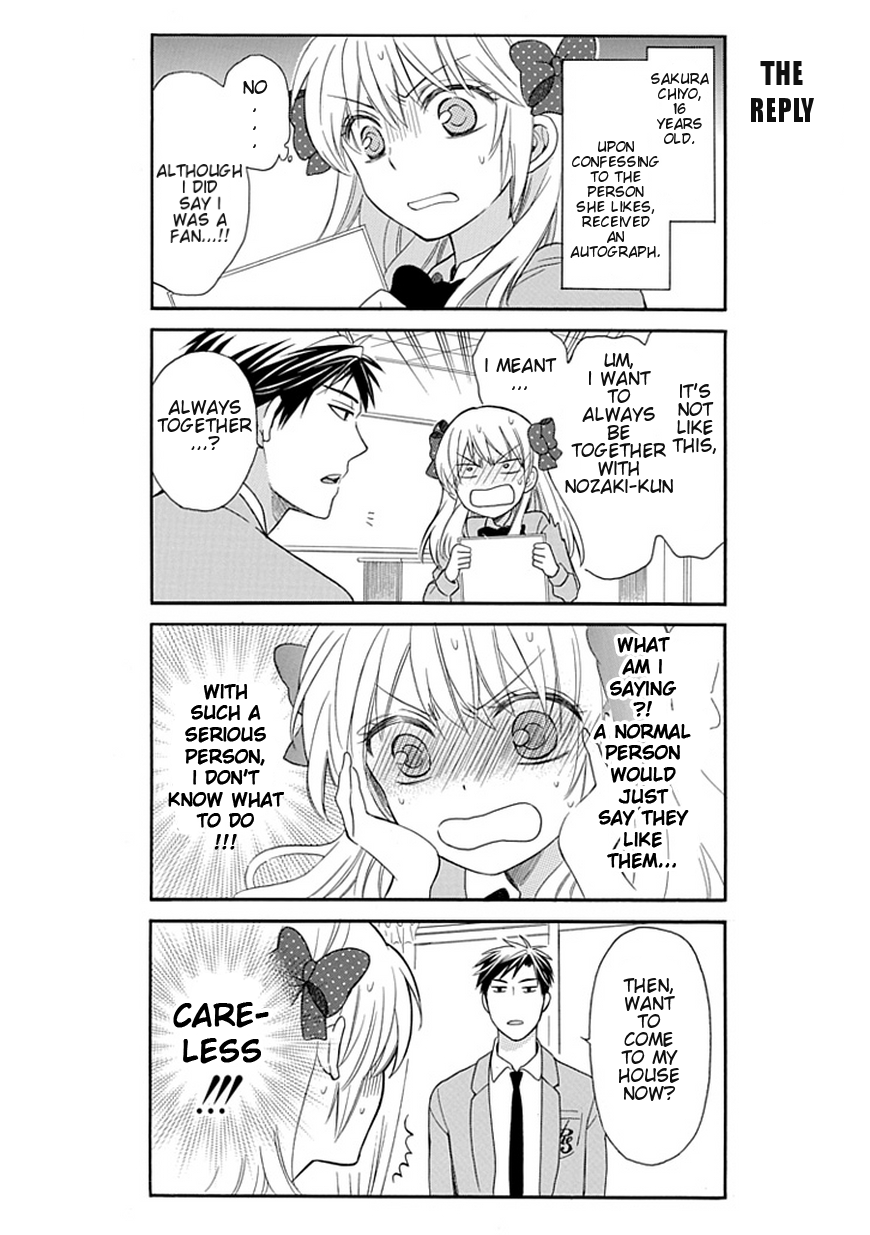 THE
REPLY
SAKURA
CHIYO,
16
YEARS
OLD.
UPON
CONFESSING
TO THE
PERSON
SHE LIKES,
RECEIVED
AN
AUTOGRAPH.
NO
.
.
.
ALTHOUGH
I DID
SAY I
WAS A
FAN...!!
IT'S
NOT
LIKE
THIS,
UM,
I WANT
TO
ALWAYS
BE
TOGETHER
WITH
NOZAKI-KUN
I MEANT
...
ALWAYS
TOGETHER
...?
WHAT
AM I
SAYING
?!
A NORMAL
PERSON
WOULD
JUST
SAY THEY
LIKE
THEM...
WITH
SUCH A
SERIOUS
PERSON,
I DON'T
KNOW WHAT
TO DO
!!!
THEN,
WANT
TO
COME
TO MY
HOUSE
NOW?
CARE-
LESS
!!!